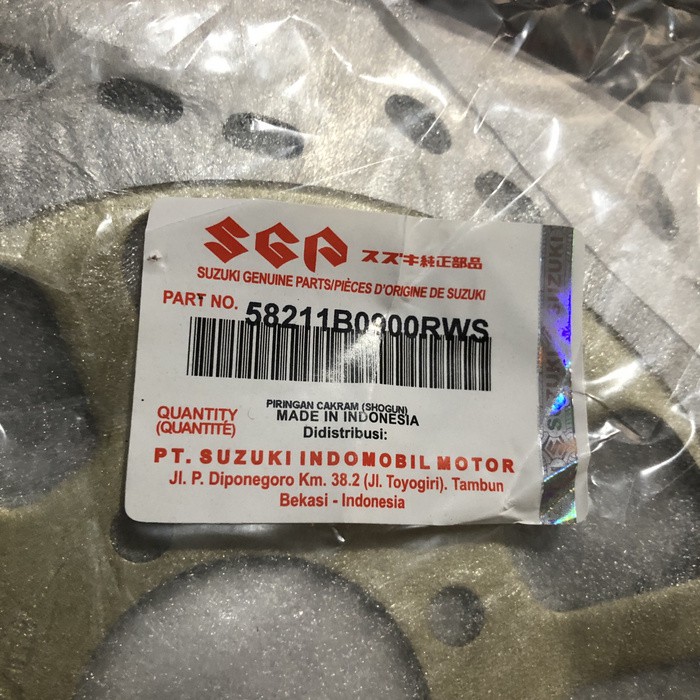 SGP スズキ純正部品
SUZUKI GENUINE PARTS/PIÈCES D'ORIGINE DE SUZUKI
PART NO. 58211B0900RWS
PIRINGAN CAKRAM (SHOGUN)
QUANTITY MADE IN INDONESIA
(QUANTITÉ) Didistribusi:
PT. SUZUKI INDOMOBIL MOTOR
Jl. P. Diponegoro Km. 38.2 (Jl. Toyogiri). Tambun
Bekasi - Indonesia
SUZUKI
SUZUKI